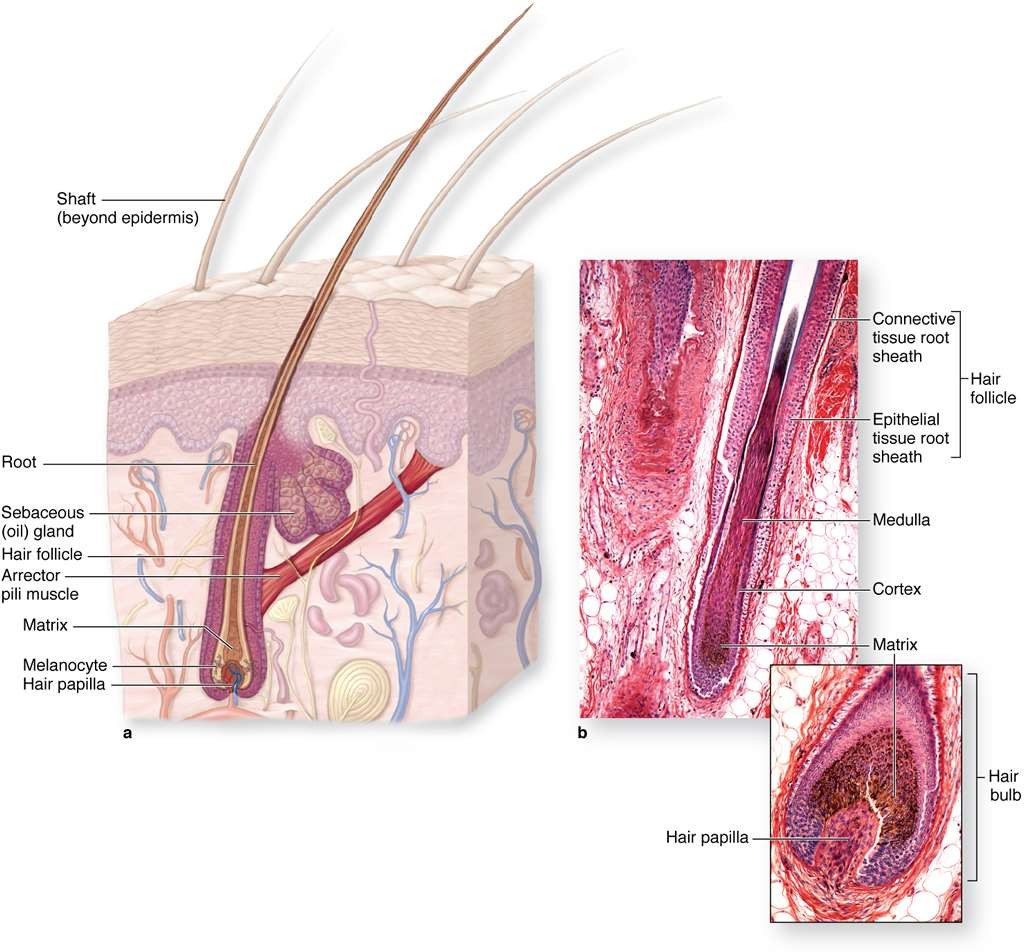 Shaft
(beyond epidermis)
Root
Sebaceous
(oil) gland
Hair follicle
Arrector
pili muscle
Matrix
Melanocyte
Hair papilla
a
Connective
tissue root
sheath
Hair
follicle
Epithelial
tissue root
sheath
Medulla
Cortex
Matrix
b
Hair
bulb
Hair papilla